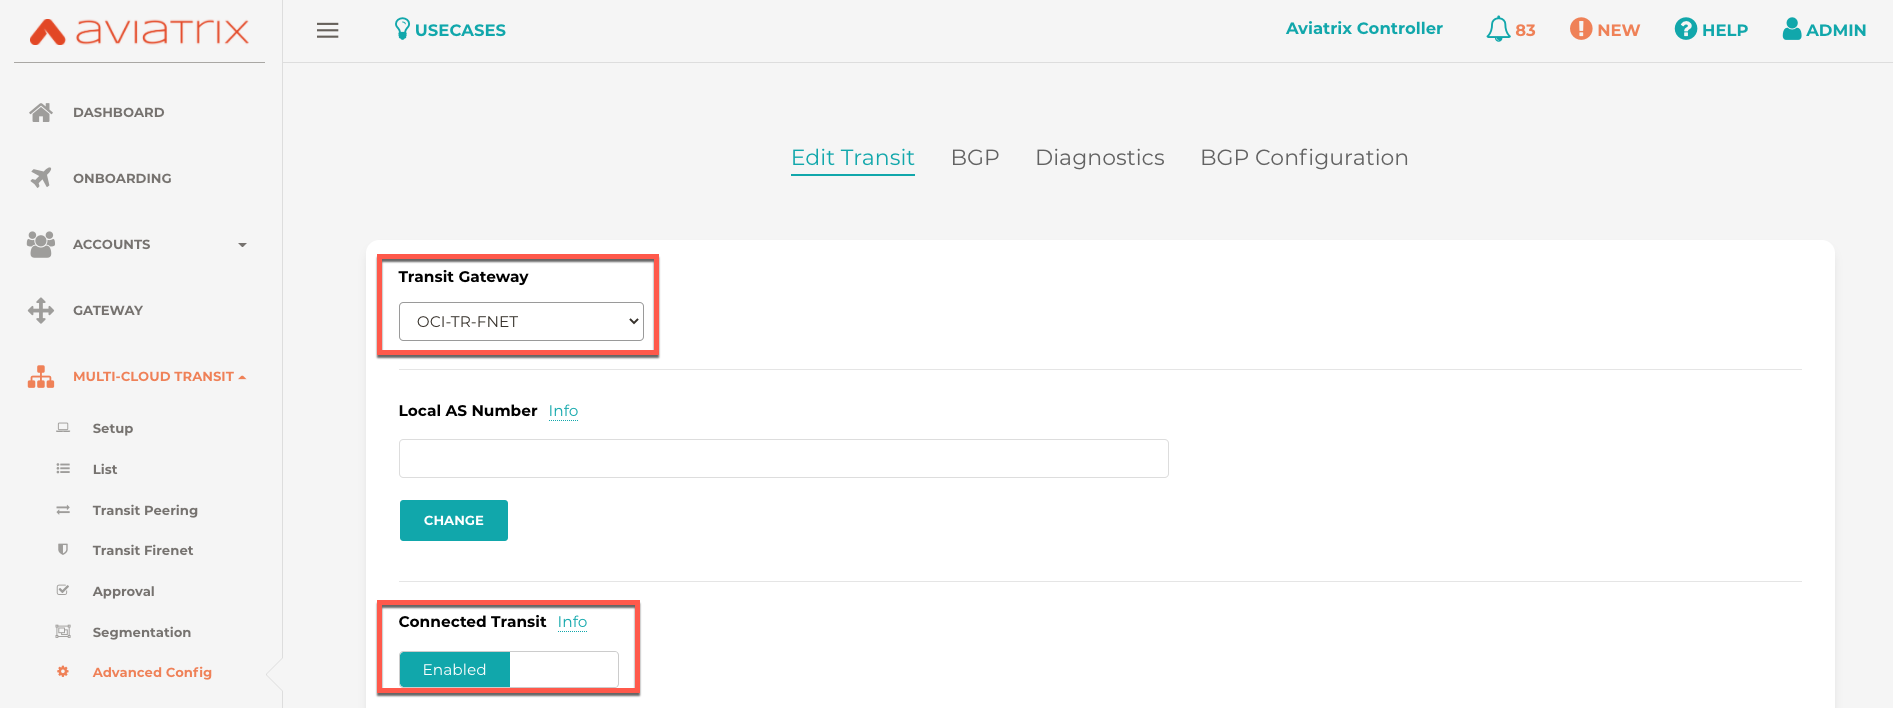 aviatrix
USECASES
Aviatrix Controller
83
NEW
HELP
ADMIN
DASHBOARD
ONBOARDING
ACCOUNTS
GATEWAY
MULTI-CLOUD TRANSIT
Setup
List
Transit Peering
Transit Firenet
Approval
Segmentation
Advanced Config
Edit Transit
BGP
Diagnostics
BGP Configuration
Transit Gateway
OCI-TR-FNET
Local AS Number Info
CHANGE
Connected Transit Info
Enabled